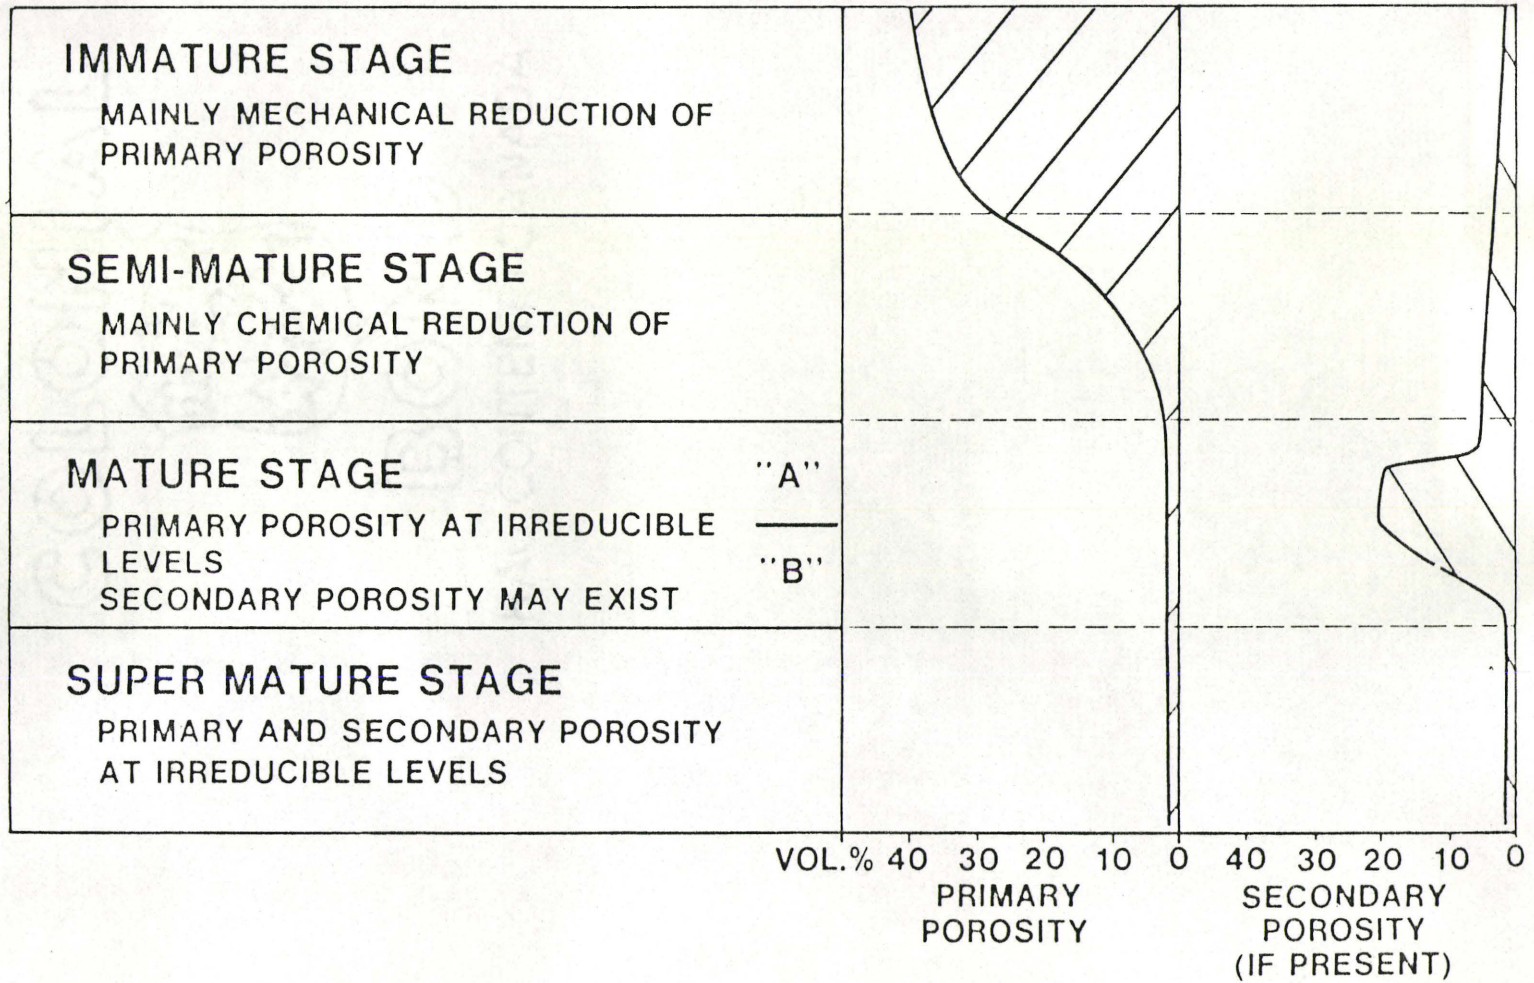 IMMATURE STAGE
MAINLY MECHANICAL REDUCTION OF
PRIMARY POROSITY
SEMI-MATURE STAGE
MAINLY CHEMICAL REDUCTION OF
PRIMARY POROSITY
MATURE STAGE "A"
PRIMARY POROSITY AT IRREDUCIBLE
LEVELS "B"
SECONDARY POROSITY MAY EXIST
SUPER MATURE STAGE
PRIMARY AND SECONDARY POROSITY
AT IRREDUCIBLE LEVELS
VOL.% 40 30 20 10 0 40 30 20 10 0
PRIMARY
POROSITY
SECONDARY
POROSITY
(IF PRESENT)